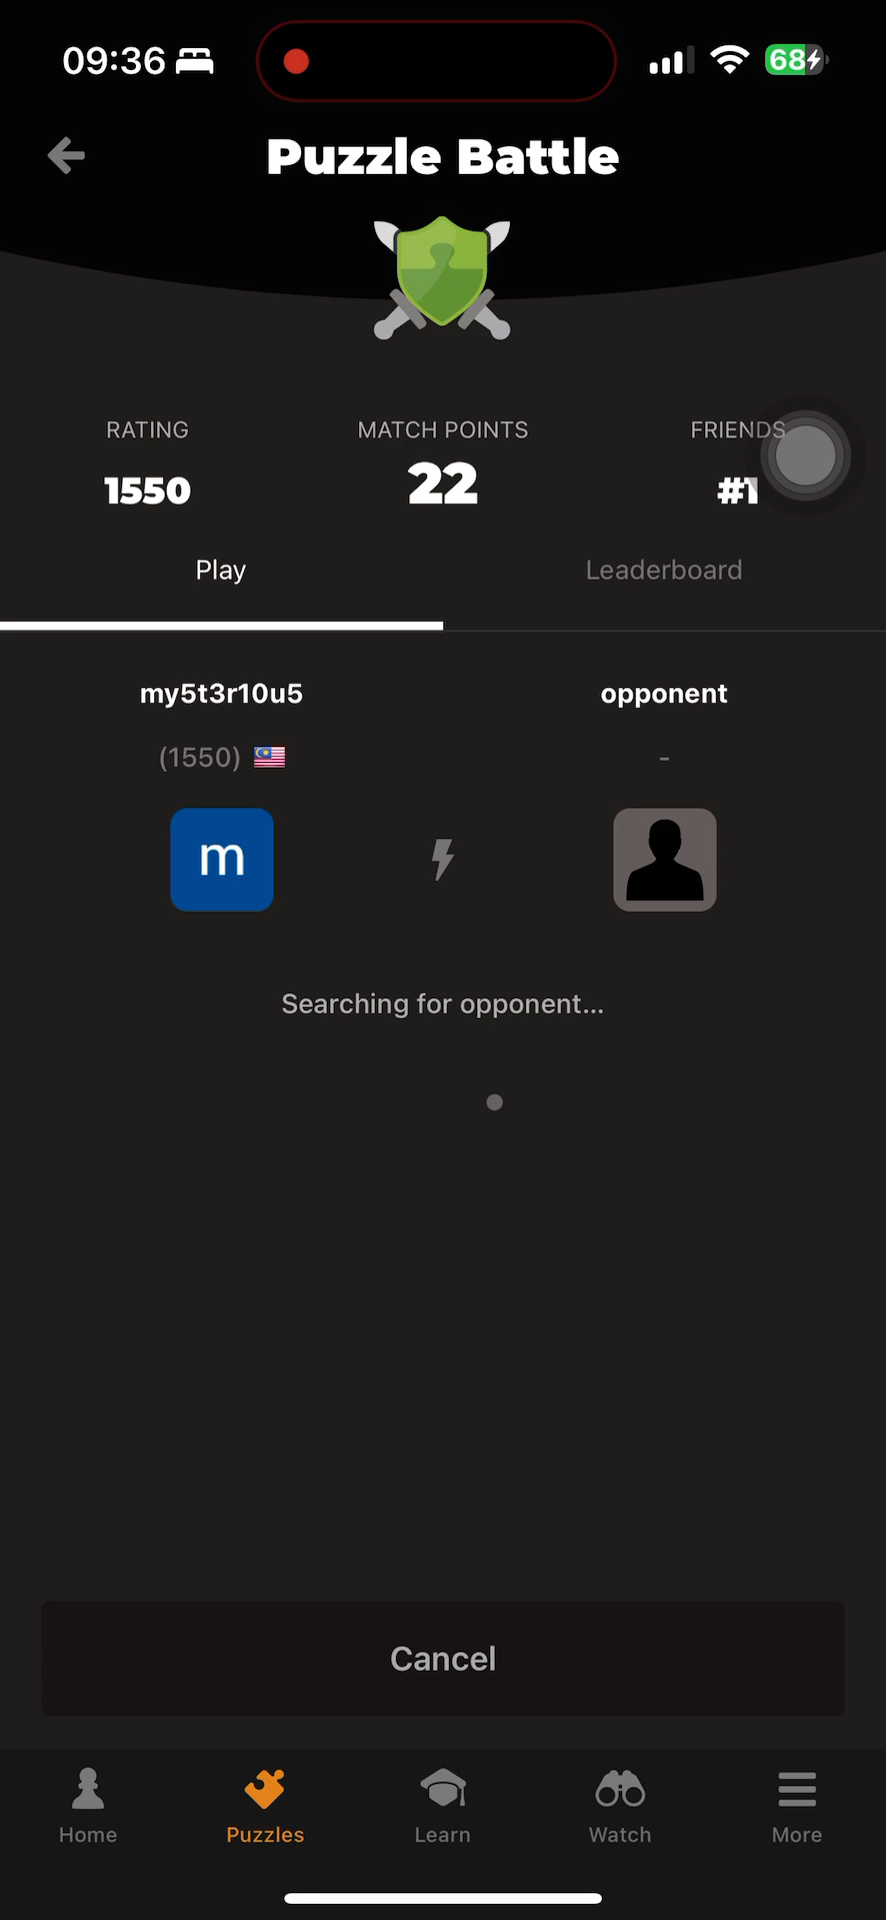 09:36
68
Puzzle Battle
RATING
MATCH POINTS
FRIENDS
1550
22
#1
Play
Leaderboard
my5t3r10u5
opponent
(1550)
-
m
Searching for opponent...
Cancel
Home
Puzzles
Learn
Watch
More